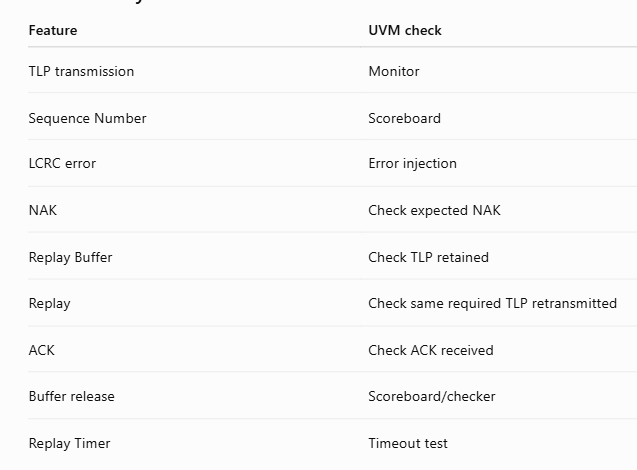 Feature UVM check
TLP transmission Monitor
Sequence Number Scoreboard
LCRC error Error injection
NAK Check expected NAK
Replay Buffer Check TLP retained
Replay Check same required TLP retransmitted
ACK Check ACK received
Buffer release Scoreboard/checker
Replay Timer Timeout test